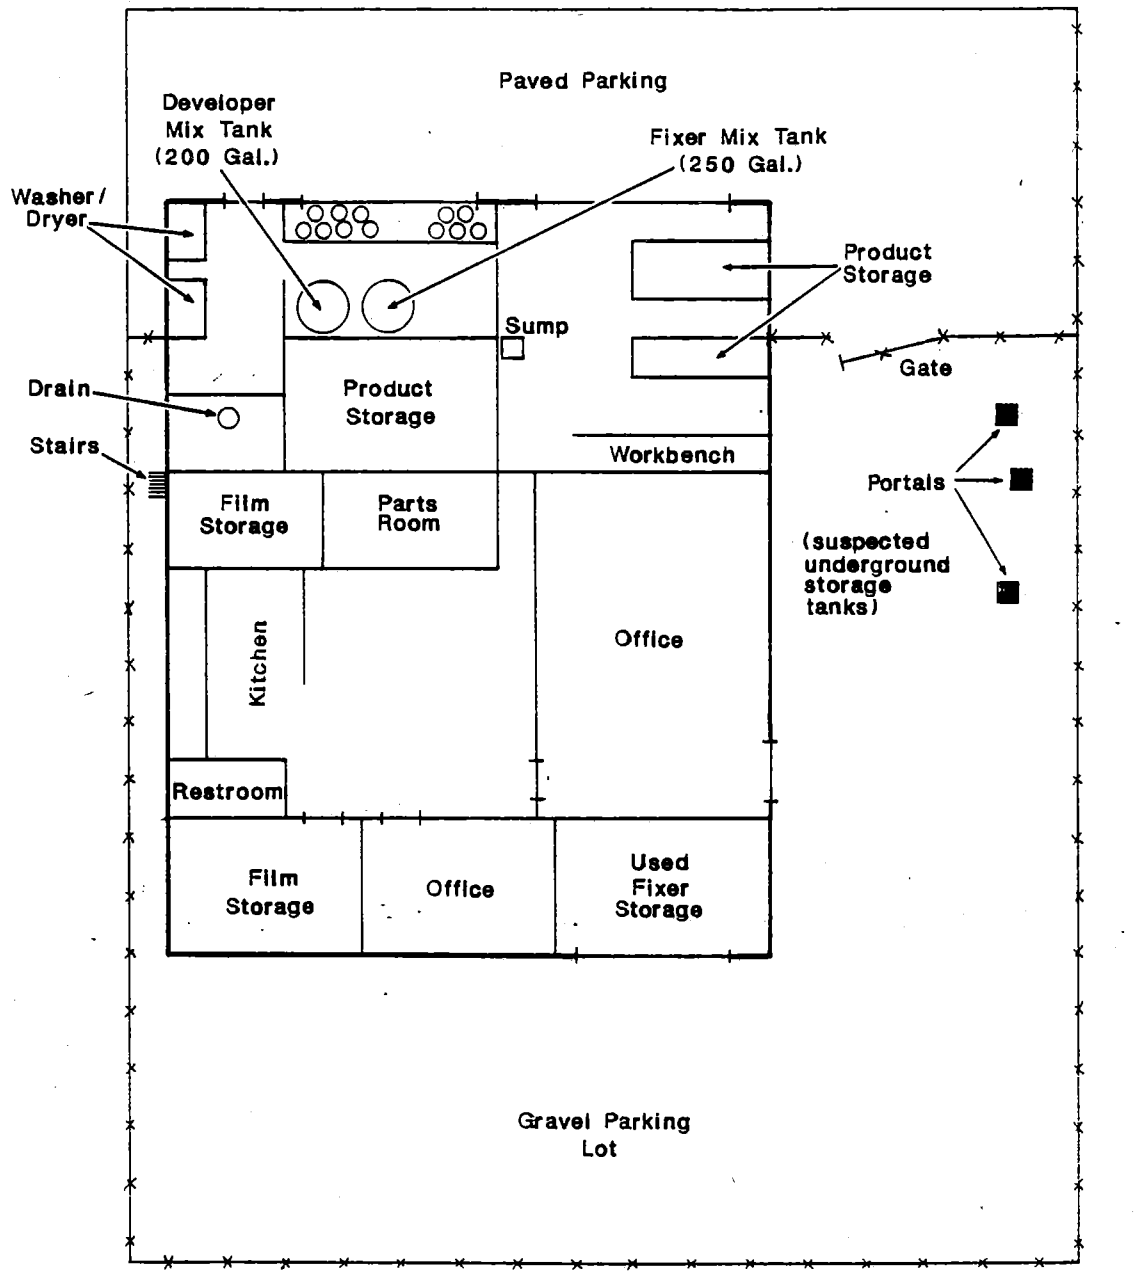 Paved Parking
Developer
Mix Tank
(200 Gal.)
Fixer Mix Tank
(250 Gal.)
Washer/
Dryer
Product
Storage
Sump
Gate
Drain
Product
Storage
Stairs
Workbench
Film
Storage
Parts
Room
Portals
(suspected
underground
storage
tanks)
Kitchen
Office
Restroom
Film
Storage
Office
Used
Fixer
Storage
Gravel Parking
Lot